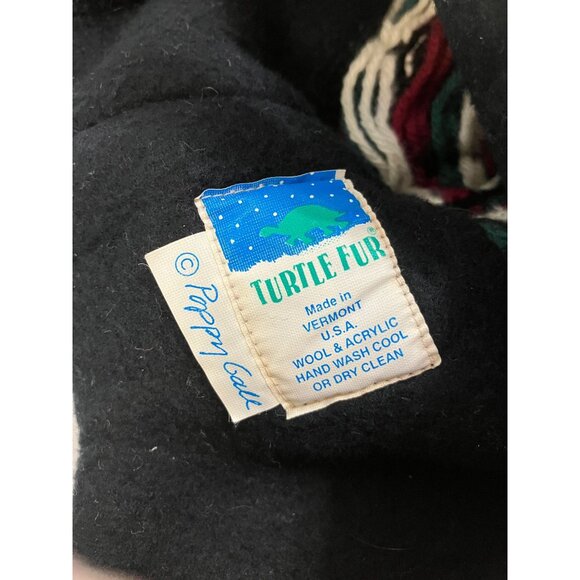 TURTLE FUR®
Made in
VERMONT
U.S.A.
WOOL & ACRYLIC
HAND WASH COOL
OR DRY CLEAN
© Poppy Gall